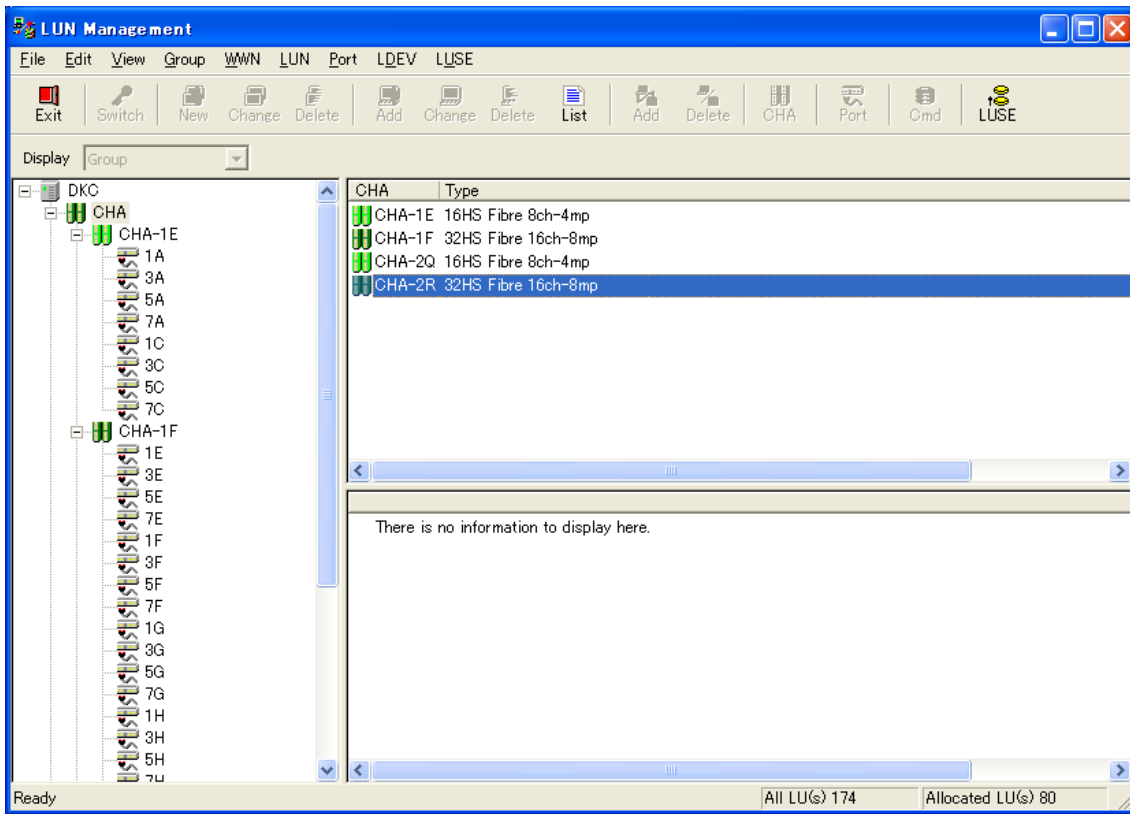 LUN Management
File Edit View Group WWN LUN Port LDEV LUSE
Exit Switch New Change Delete Add Change Delete List Add Delete CHA Port Cmd LUSE
Display Group
DKC
CHA
CHA-1E
1A
3A
5A
7A
1C
3C
5C
7C
CHA-1F
1E
3E
5E
7E
1F
3F
5F
7F
1G
3G
5G
7G
1H
3H
5H
7H
CHA Type
CHA-1E 16HS Fibre 8ch-4mp
CHA-1F 32HS Fibre 16ch-8mp
CHA-2Q 16HS Fibre 8ch-4mp
CHA-2R 32HS Fibre 16ch-8mp
There is no information to display here.
Ready All LU(s) 174 Allocated LU(s) 80